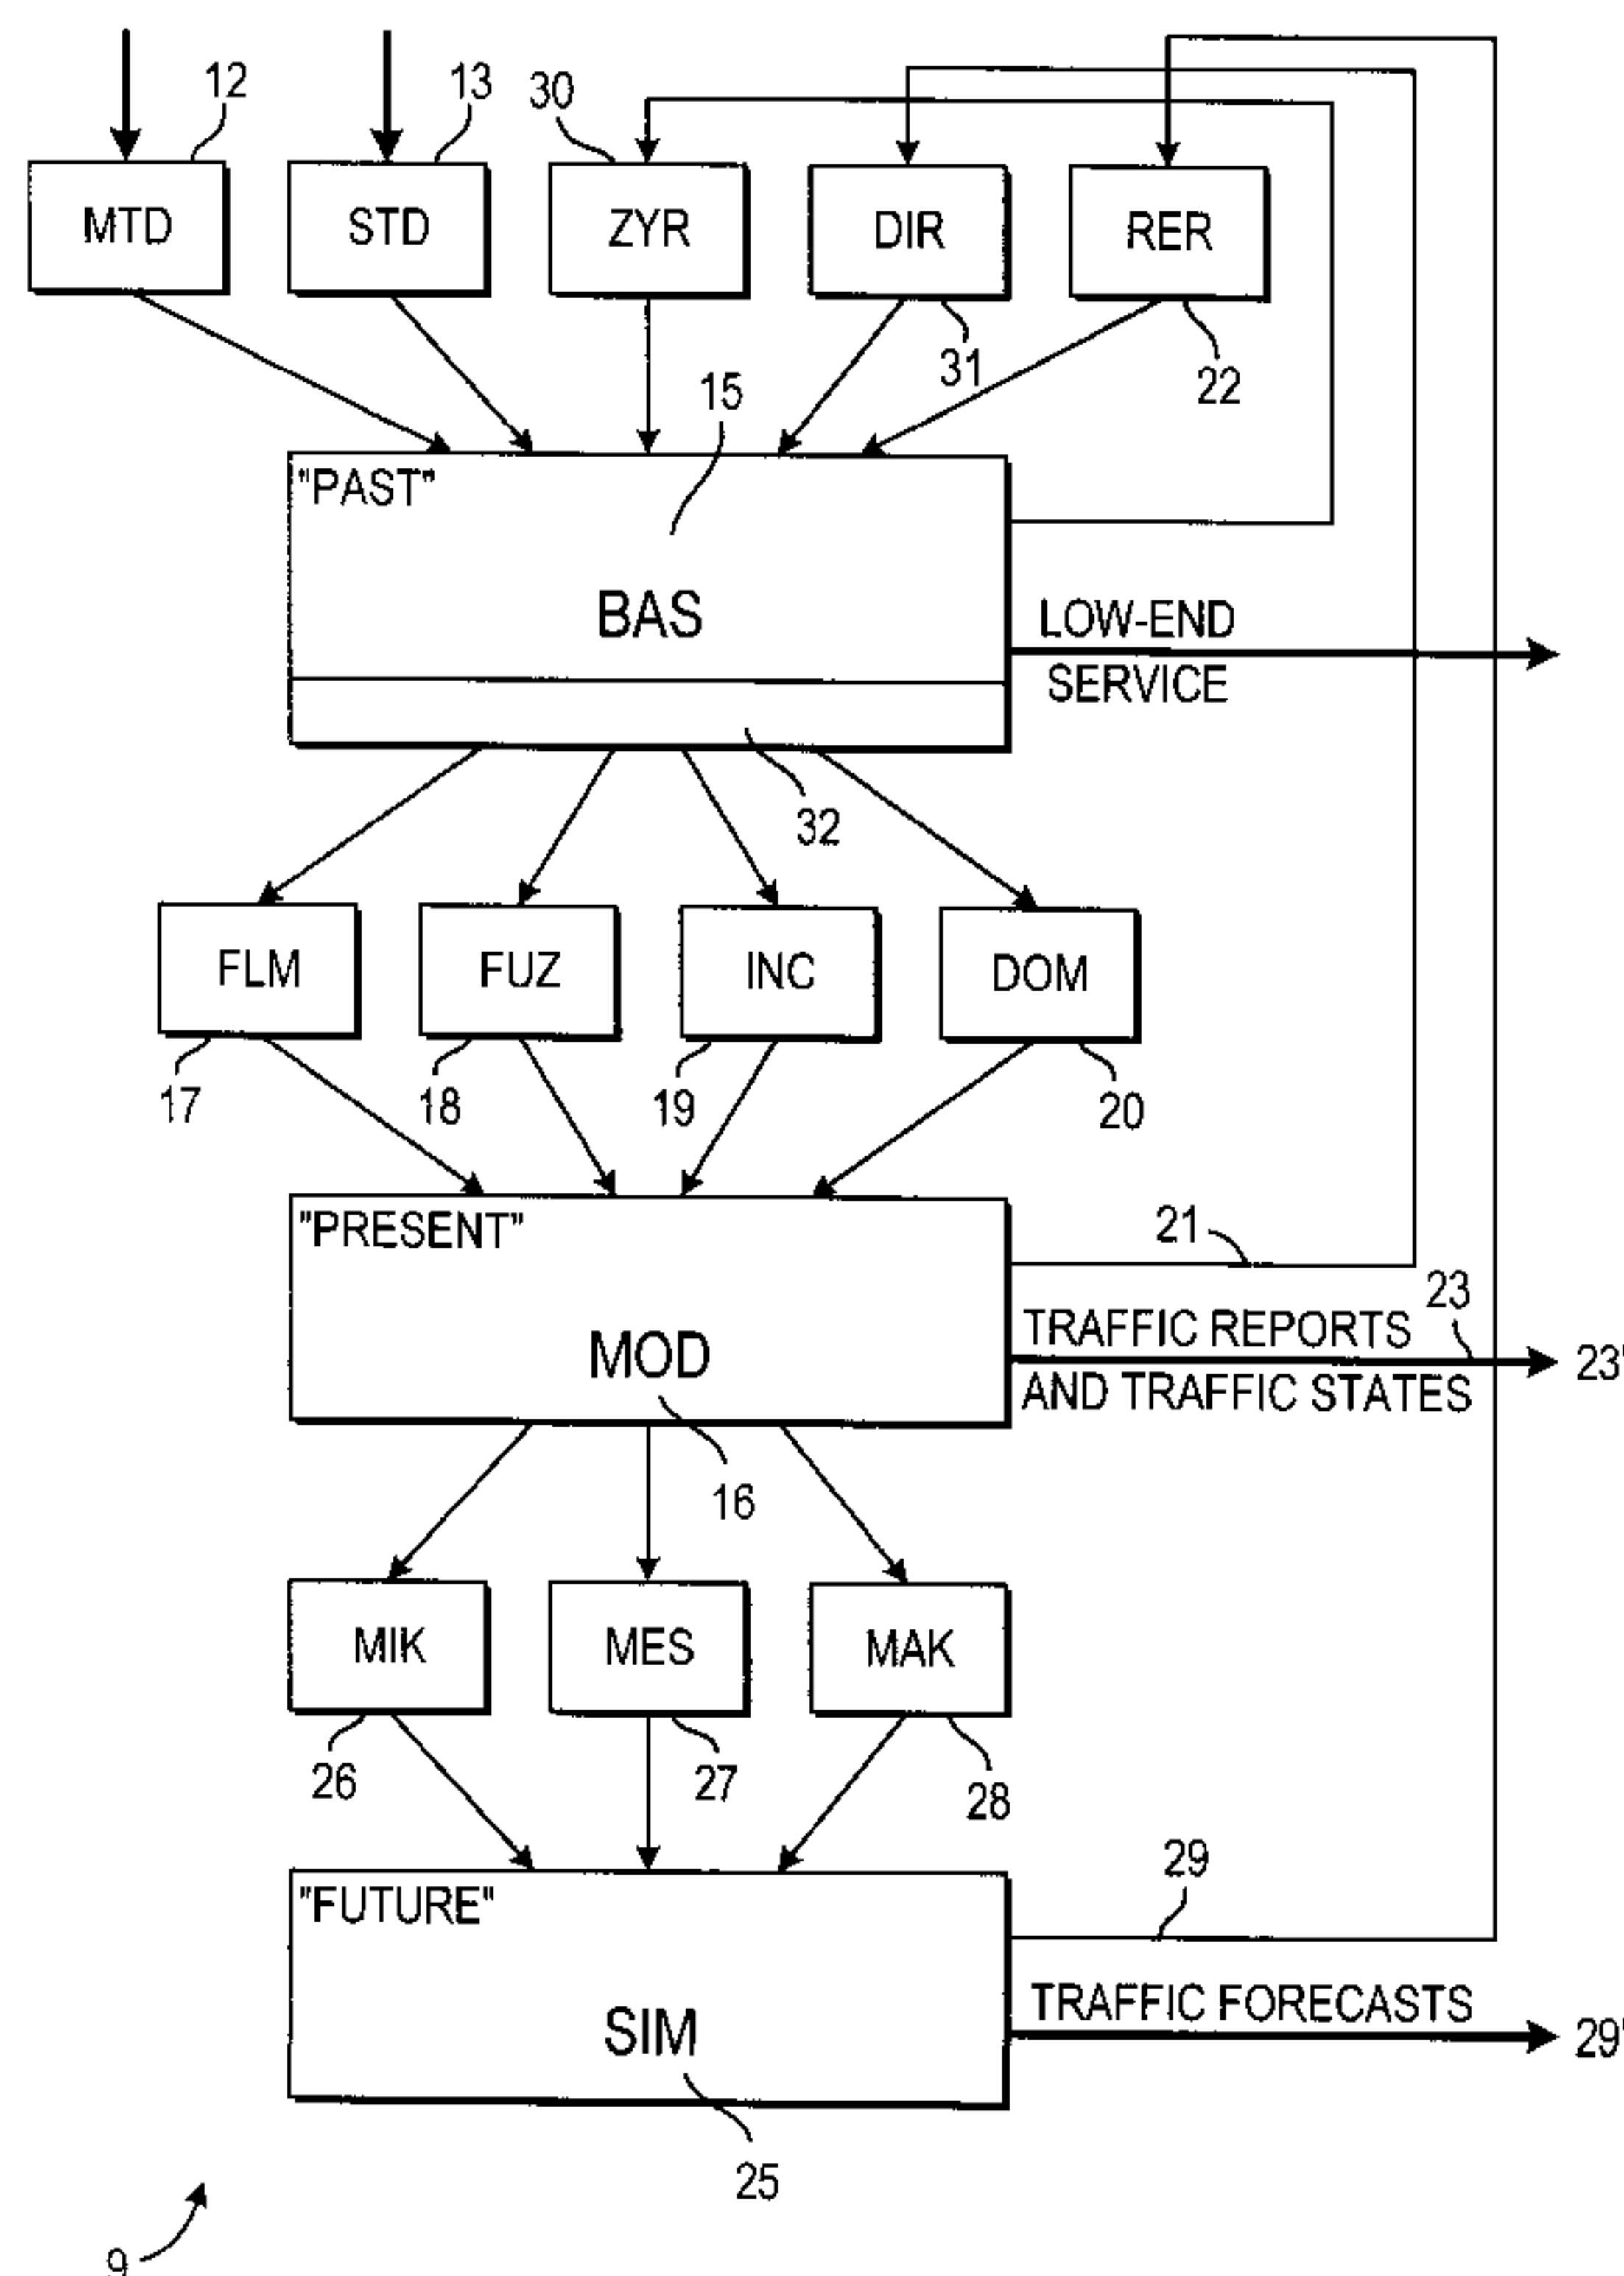 12
13
30
MTD
STD
ZYR
DIR
RER
31
22
15
"PAST"
BAS
LOW-END
SERVICE
32
FLM
FUZ
INC
DOM
17
18
19
20
"PRESENT"
21
23
TRAFFIC REPORTS
MOD
23'
AND TRAFFIC STATES
16
MIK
MES
MAK
26
27
28
29
"FUTURE"
TRAFFIC FORECASTS
SIM
29'
25
9